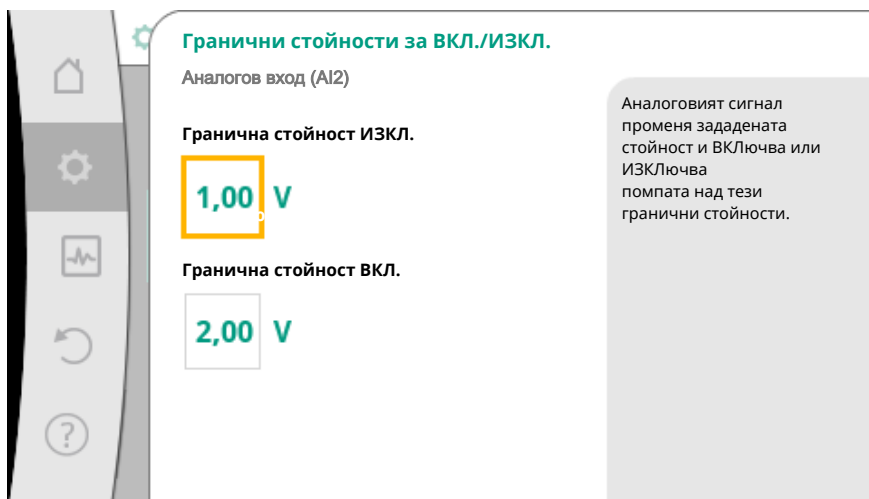 Гранични стойности за ВКЛ./ИЗКЛ.
Аналогов вход (AI2)
Гранична стойност ИЗКЛ.
1,00 V
Гранична стойност ВКЛ.
2,00 V
Аналоговият сигнал
променя зададената
стойност и ВКЛючва или
ИЗКЛючва
помпата над тези
гранични стойности.
?